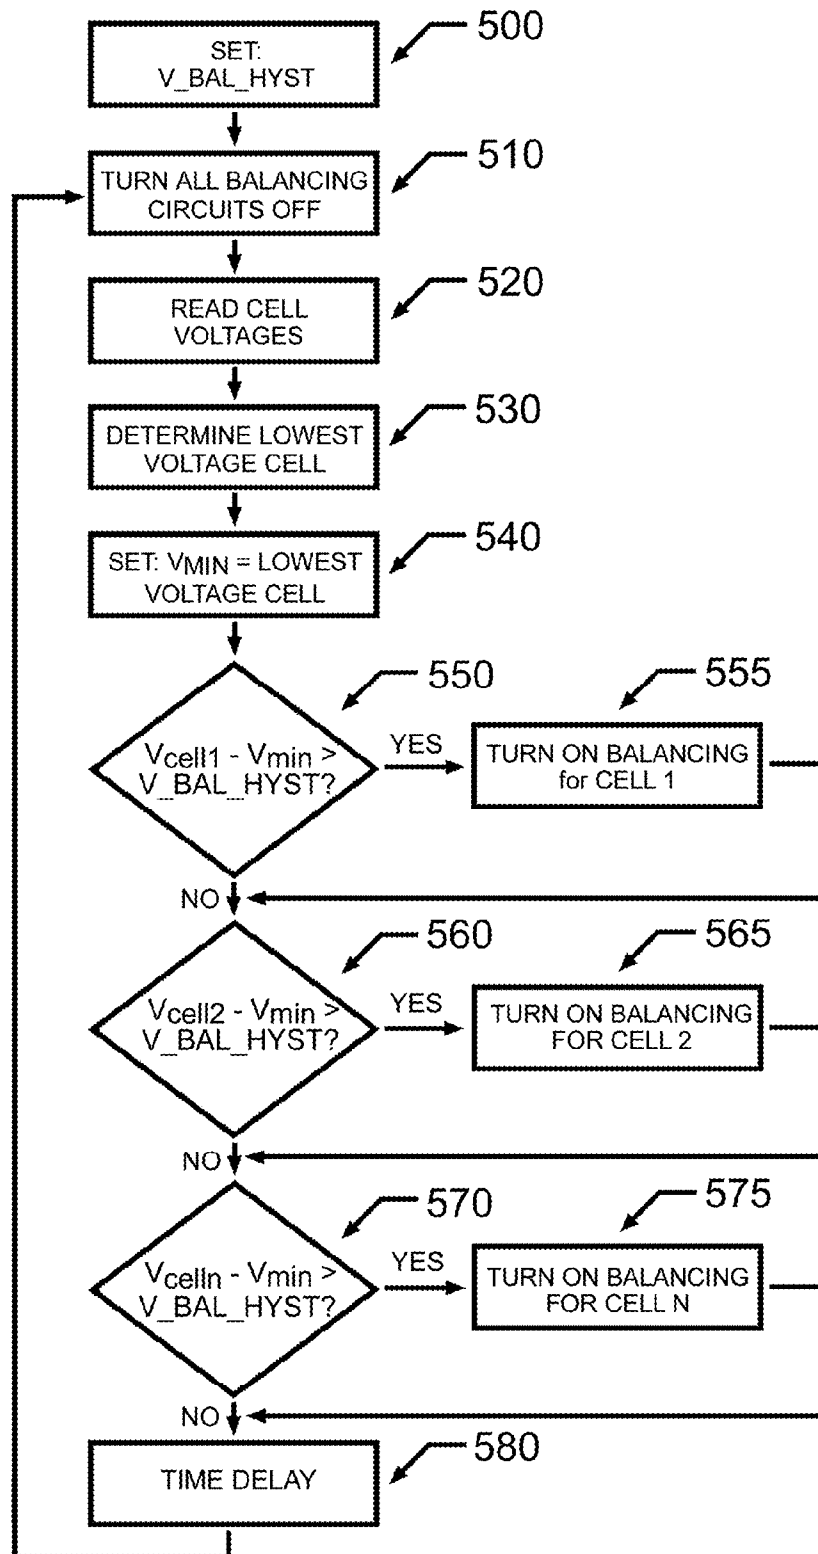 SET:
V_BAL_HYST
500
TURN ALL BALANCING
CIRCUITS OFF
510
READ CELL
VOLTAGES
520
DETERMINE LOWEST
VOLTAGE CELL
530
SET: VMIN = LOWEST
VOLTAGE CELL
540
Vcell1 - Vmin >
V_BAL_HYST?
550
YES
TURN ON BALANCING
for CELL 1
555
NO
Vcell2 - Vmin >
V_BAL_HYST?
560
YES
TURN ON BALANCING
FOR CELL 2
565
NO
Vcelln - Vmin >
V_BAL_HYST?
570
YES
TURN ON BALANCING
FOR CELL N
575
NO
TIME DELAY
580